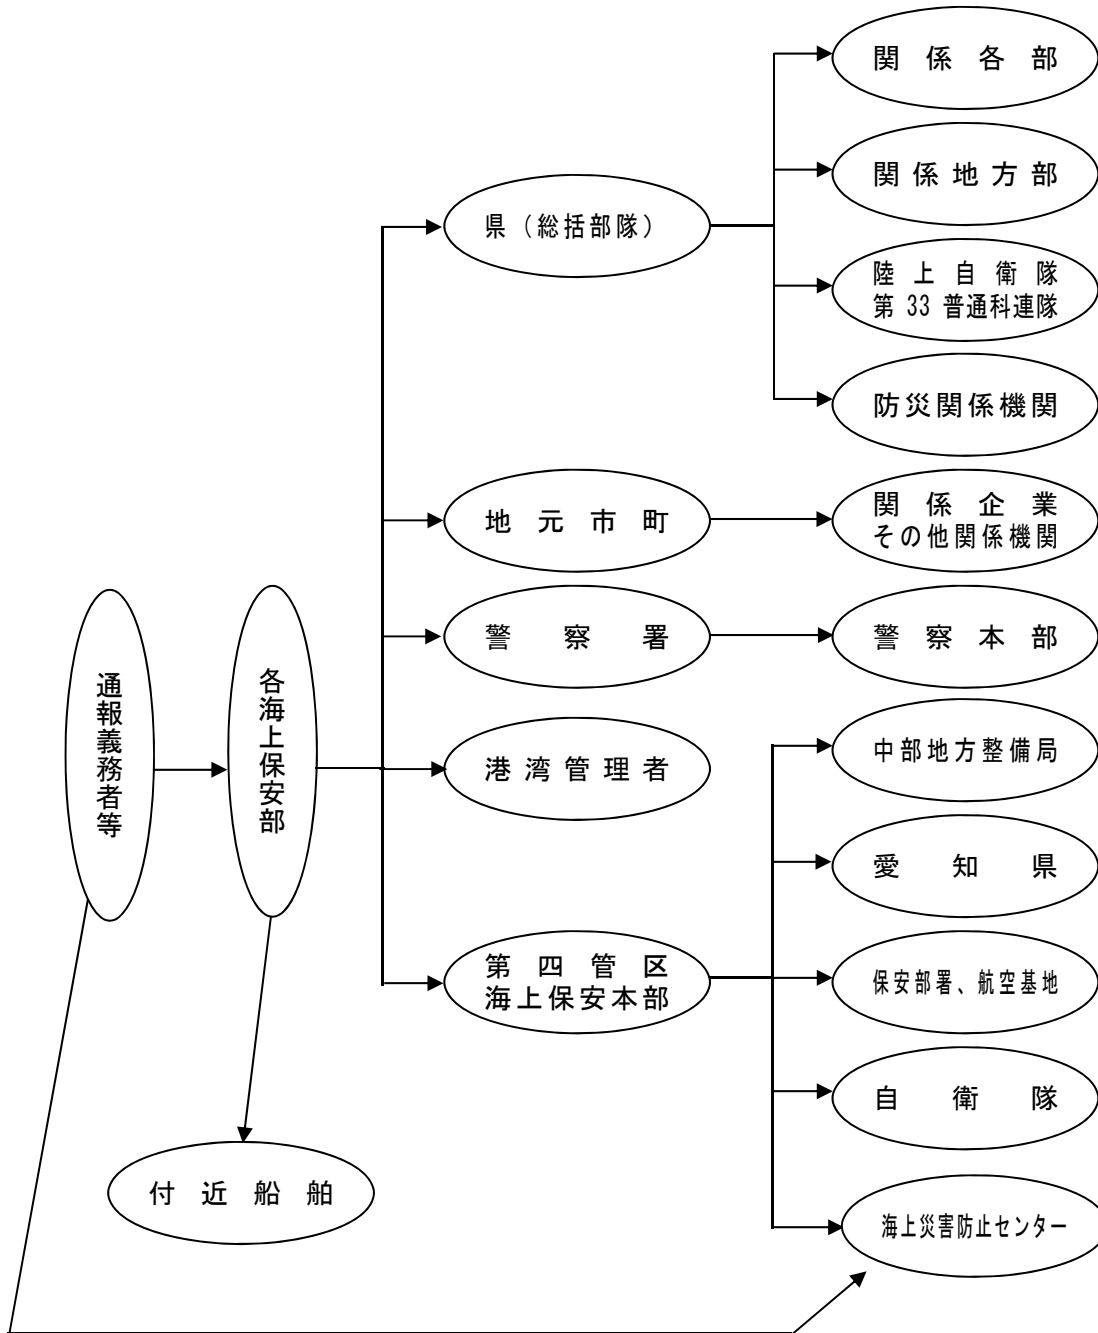 関係各部
関係地方部
県（総括部隊）
陸上自衛隊
第33普通科連隊
防災関係機関
地元市町
関係企業
その他関係機関
警察署
警察本部
通報義務者等
各海上保安部
港湾管理者
中部地方整備局
愛知県
第四管区
海上保安本部
保安部署、航空基地
自衛隊
付近船舶
海上災害防止センター